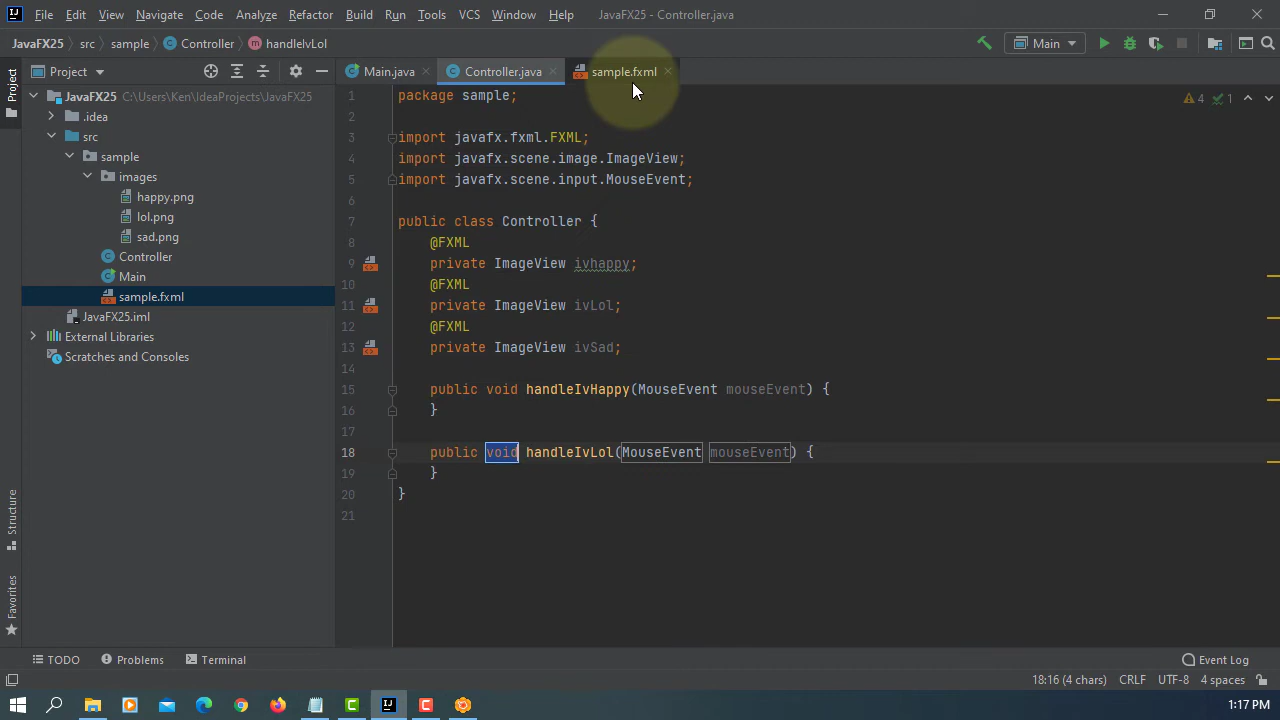 File Edit View Navigate Code Analyze Refactor Build Run Tools VCS Window Help JavaFX25 - Controller.java
JavaFX25 src sample Controller handleIvLol Main
Project Project Main.java Controller.java sample.fxml
JavaFX25 C:\Users\Ken\IdeaProjects\JavaFX25
.idea
src
sample
images
happy.png
lol.png
sad.png
Controller
Main
sample.fxml
JavaFX25.iml
External Libraries
Scratches and Consoles
Structure
Favorites
4 1
1 package sample;
2
3 import javafx.fxml.FXML;
4 import javafx.scene.image.ImageView;
5 import javafx.scene.input.MouseEvent;
6
7 public class Controller {
8 @FXML
9 private ImageView ivhappy;
10 @FXML
11 private ImageView ivLol;
12 @FXML
13 private ImageView ivSad;
14
15 public void handleIvHappy(MouseEvent mouseEvent) {
16 }
17
18 public void handleIvLol(MouseEvent mouseEvent) {
19 }
20 }
21
TODO Problems Terminal Event Log
18:16 (4 chars) CRLF UTF-8 4 spaces
1:17 PM